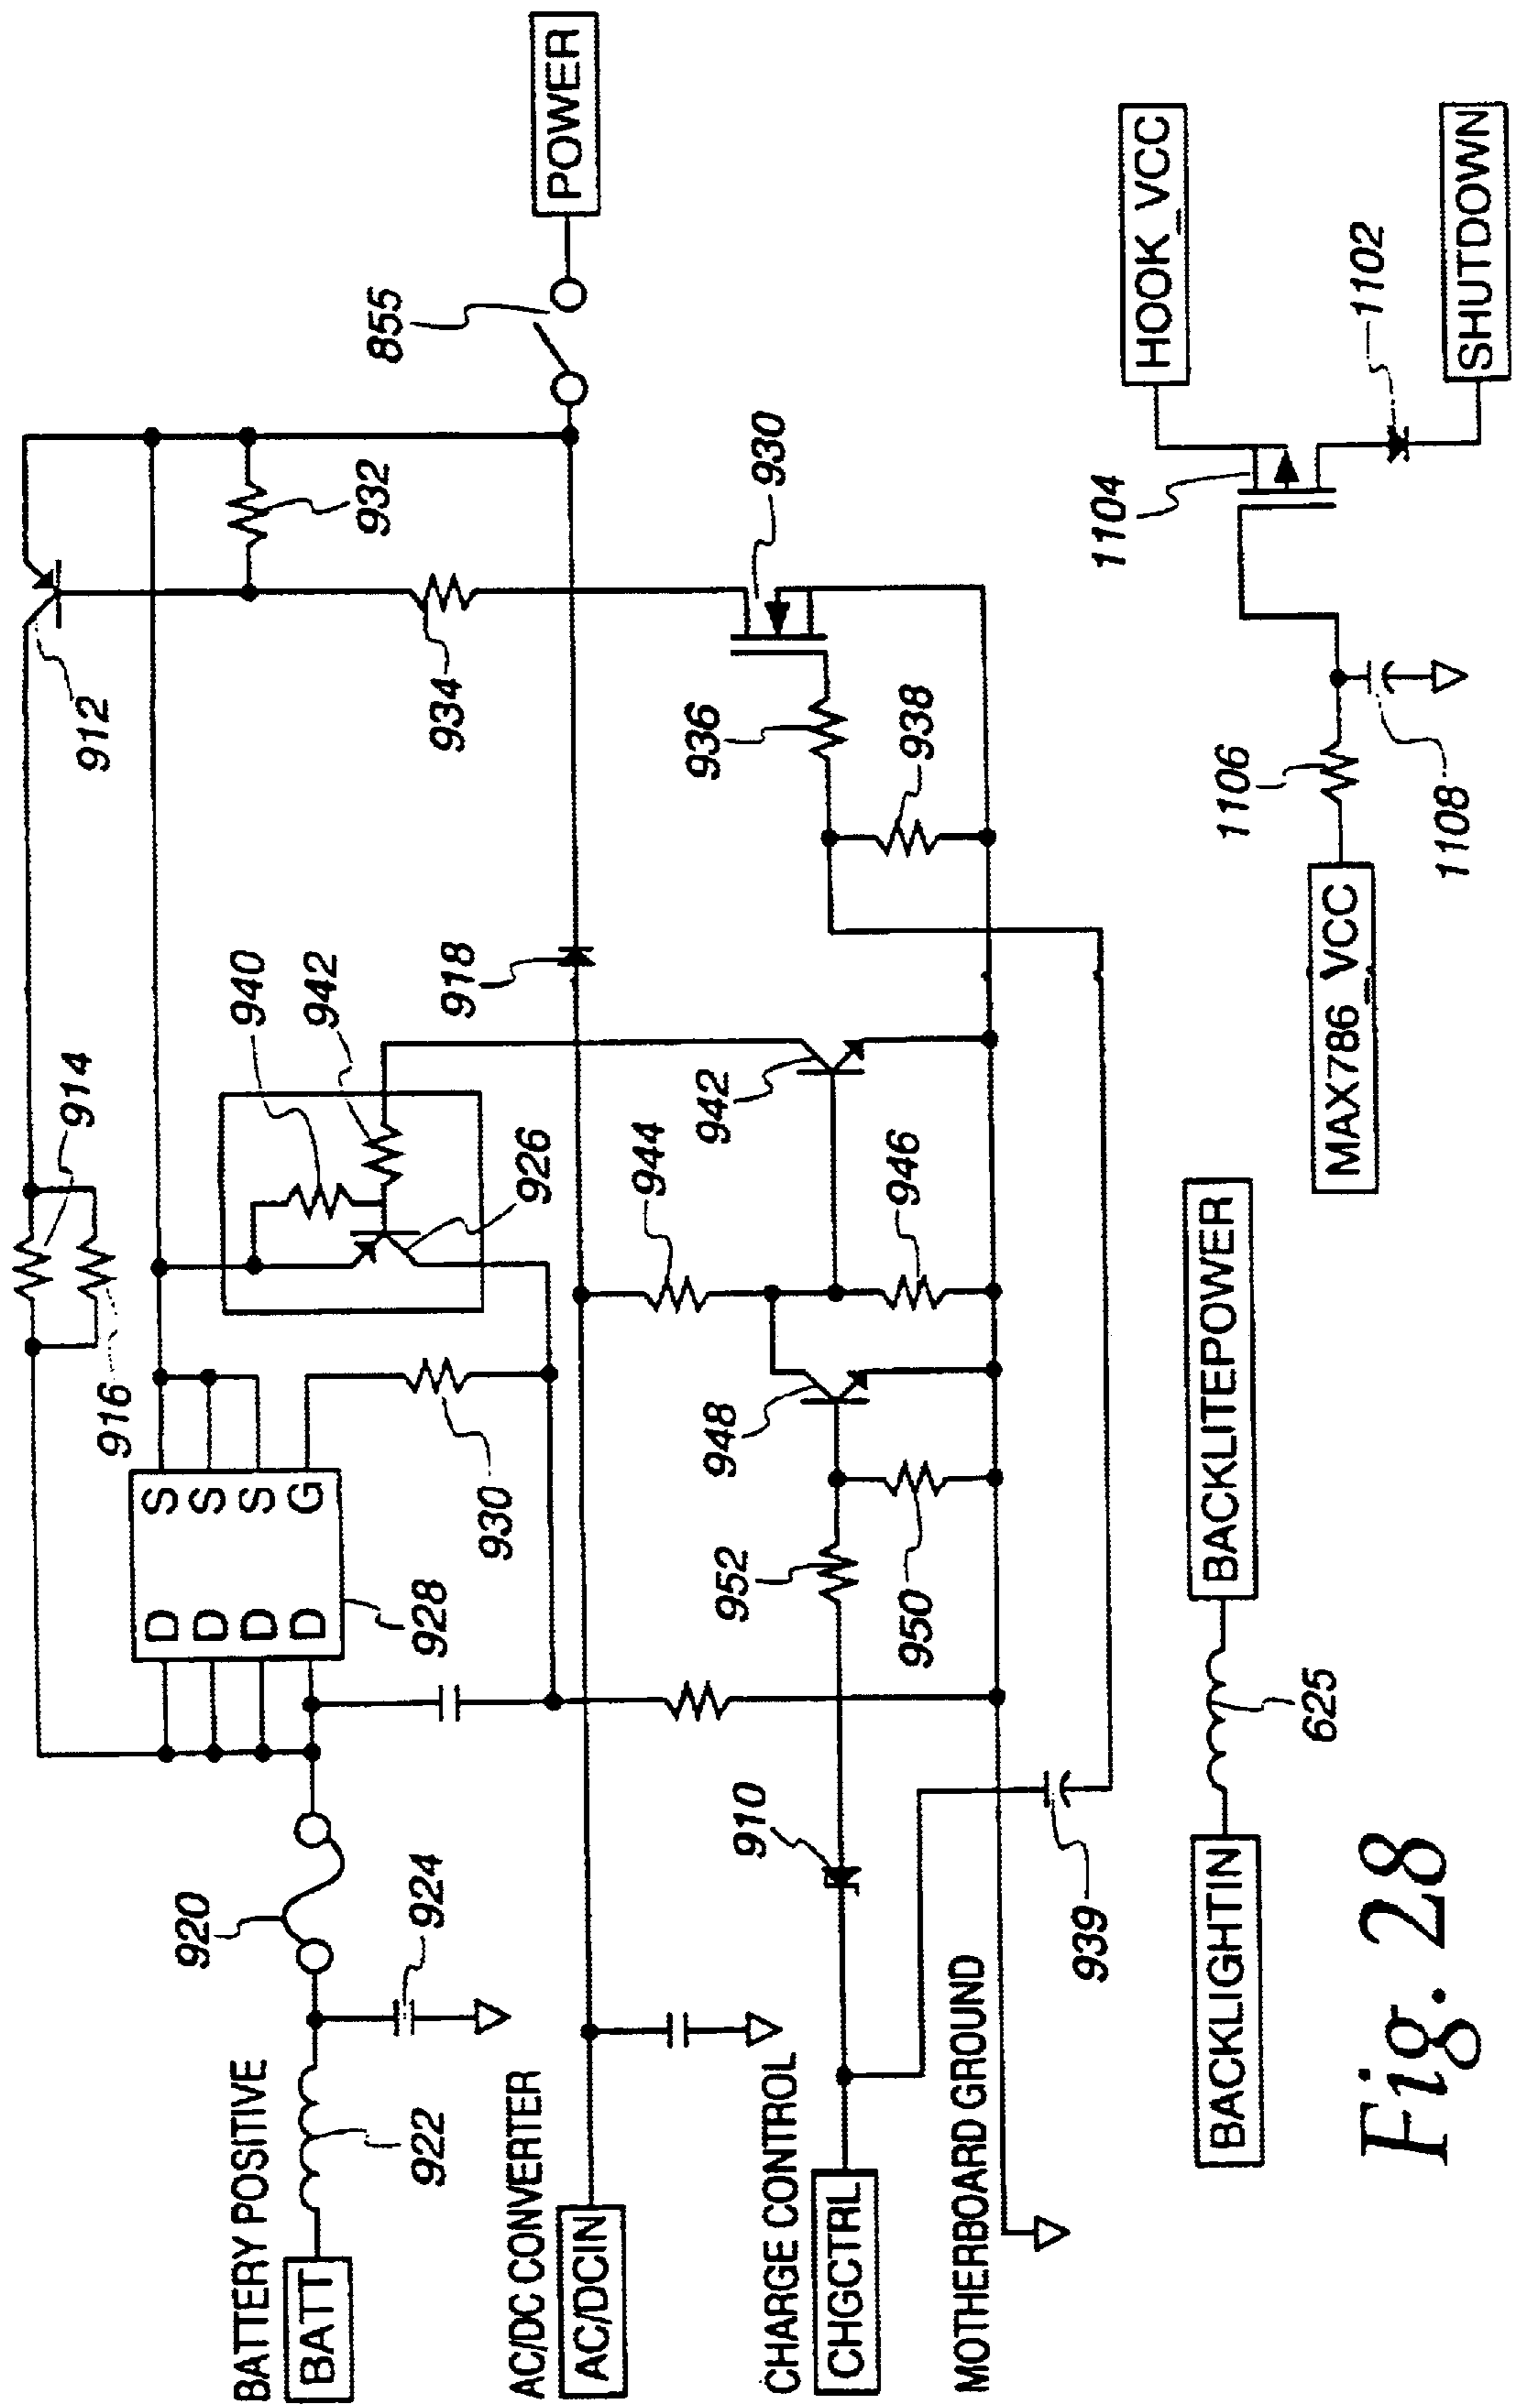 BATTERY POSITIVE
BATT
922
924
920
928
D D D D
S S S G
916
914
912
930
940
942
926
932
934
855
POWER
AC/DC CONVERTER
AC/DCIN
918
944
946
942
948
950
952
936
938
930
CHARGE CONTROL
CHGCTRL
910
939
MOTHERBOARD GROUND
BACKLIGHTIN
625
BACKLITEPOWER
MAX786_VCC
1106
1108
1104
HOOK_VCC
1102
SHUTDOWN
Fig. 28